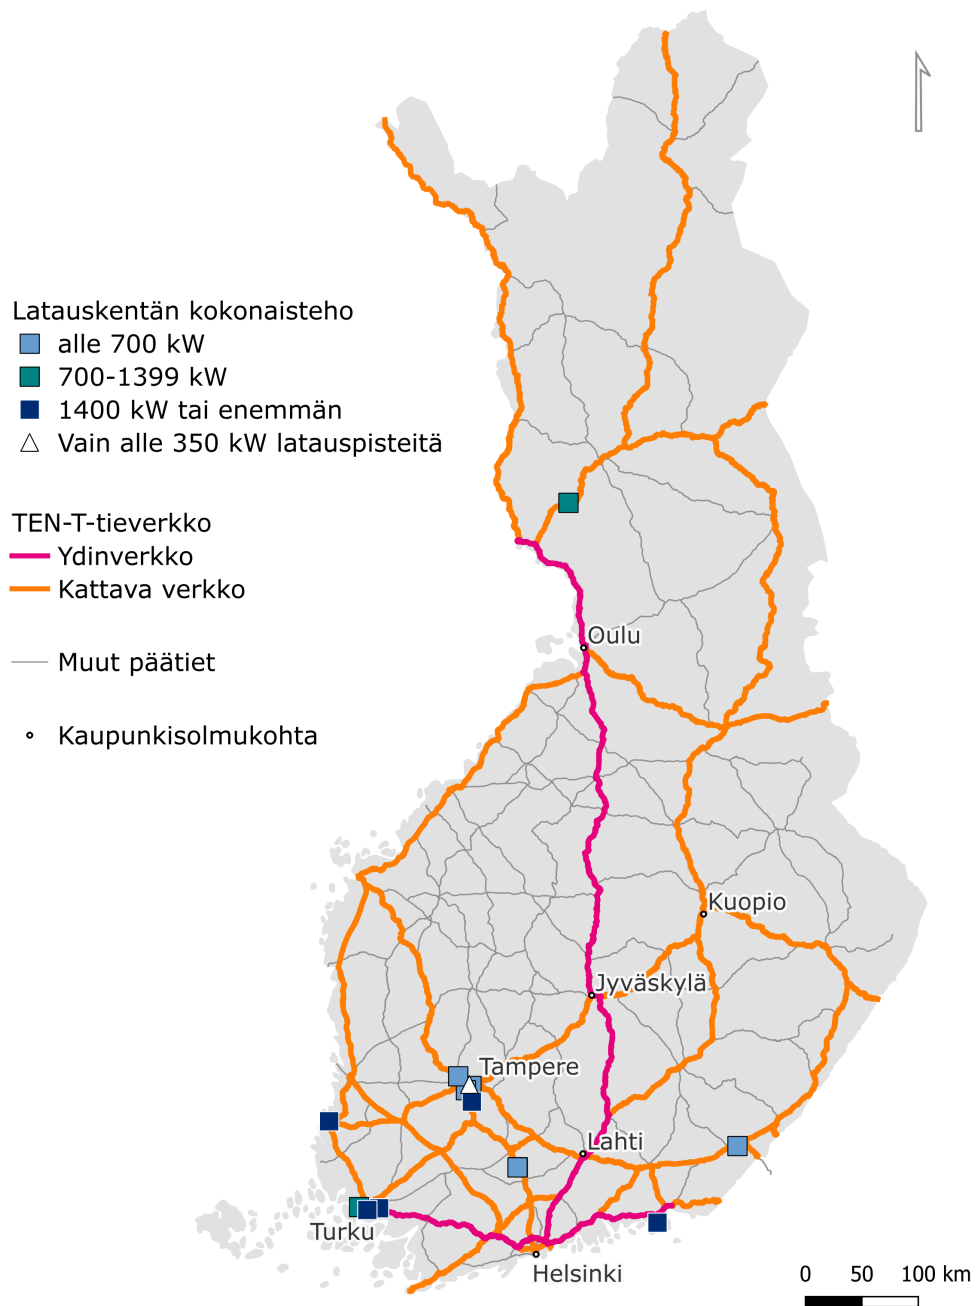 Latauskentän kokonaisteho
alle 700 kW
700-1399 kW
1400 kW tai enemmän
Vain alle 350 kW latauspisteitä
TEN-T-tieverkko
Ydinverkko
Kattava verkko
Muut päätiet
Kaupunkisolmukohta
Oulu
Kuopio
Jyväskylä
Tampere
Lahti
Turku
Helsinki
0 50 100 km